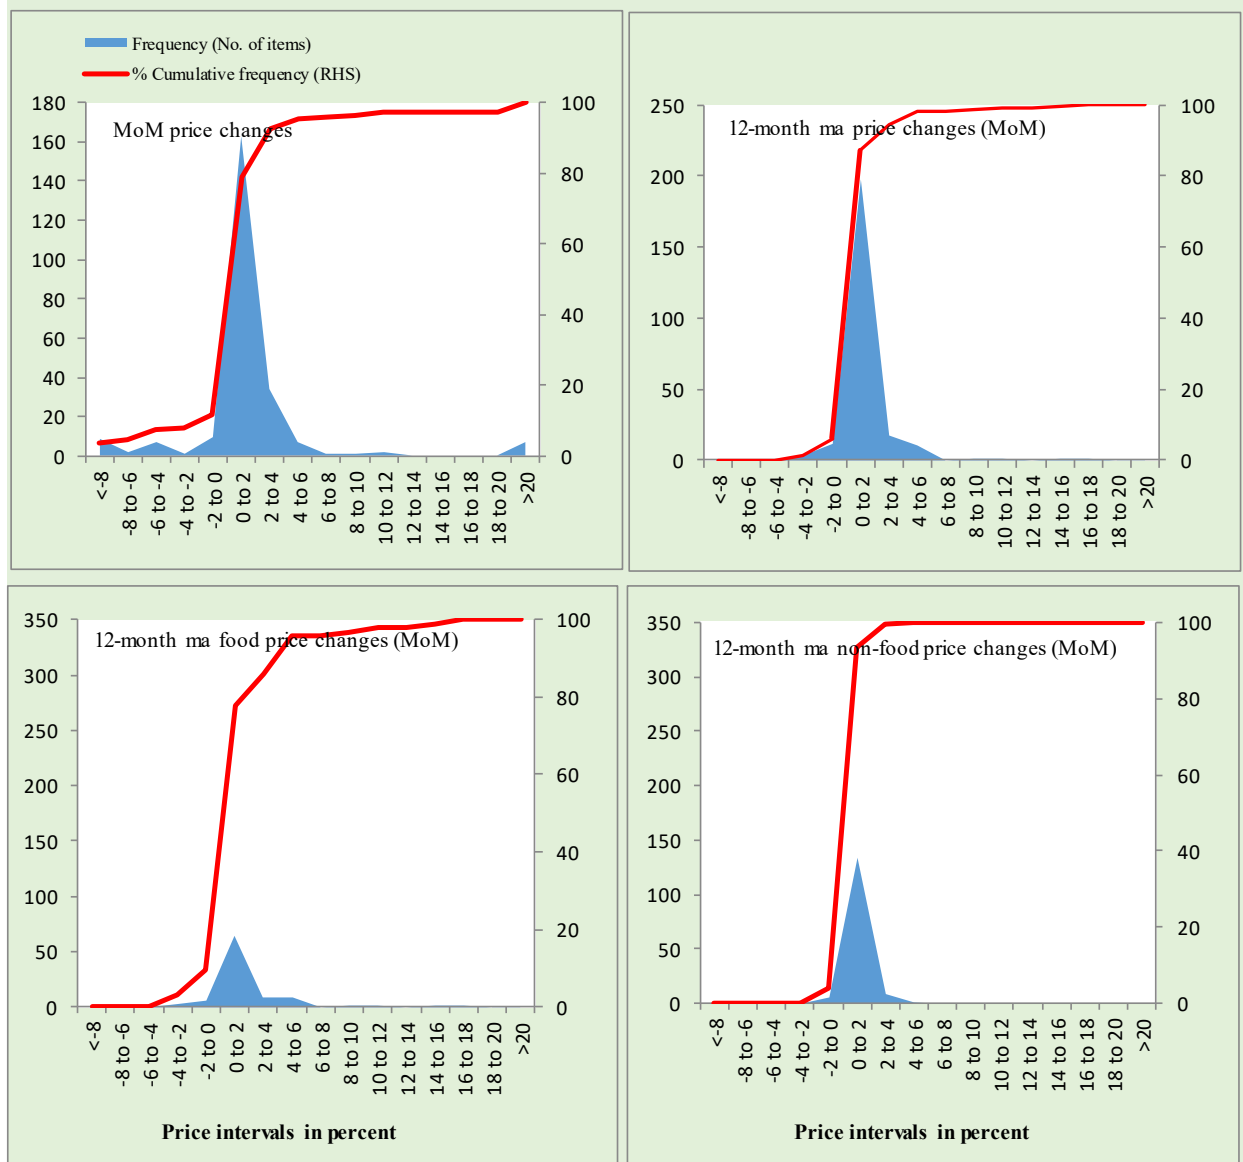 Frequency (No. of items)
% Cumulative frequency (RHS)
MoM price changes
180
160
140
120
100
80
60
40
20
0
100
80
60
40
20
0
<-8
-8 to -6
-6 to -4
-4 to -2
-2 to 0
0 to 2
2 to 4
4 to 6
6 to 8
8 to 10
10 to 12
12 to 14
14 to 16
16 to 18
18 to 20
>20
12-month ma price changes (MoM)
250
200
150
100
50
0
100
80
60
40
20
0
<-8
-8 to -6
-6 to -4
-4 to -2
-2 to 0
0 to 2
2 to 4
4 to 6
6 to 8
8 to 10
10 to 12
12 to 14
14 to 16
16 to 18
18 to 20
>20
12-month ma food price changes (MoM)
350
300
250
200
150
100
50
0
100
80
60
40
20
0
<-8
-8 to -6
-6 to -4
-4 to -2
-2 to 0
0 to 2
2 to 4
4 to 6
6 to 8
8 to 10
10 to 12
12 to 14
14 to 16
16 to 18
18 to 20
>20
Price intervals in percent
12-month ma non-food price changes (MoM)
350
300
250
200
150
100
50
0
100
80
60
40
20
0
<-8
-8 to -6
-6 to -4
-4 to -2
-2 to 0
0 to 2
2 to 4
4 to 6
6 to 8
8 to 10
10 to 12
12 to 14
14 to 16
16 to 18
18 to 20
>20
Price intervals in percent